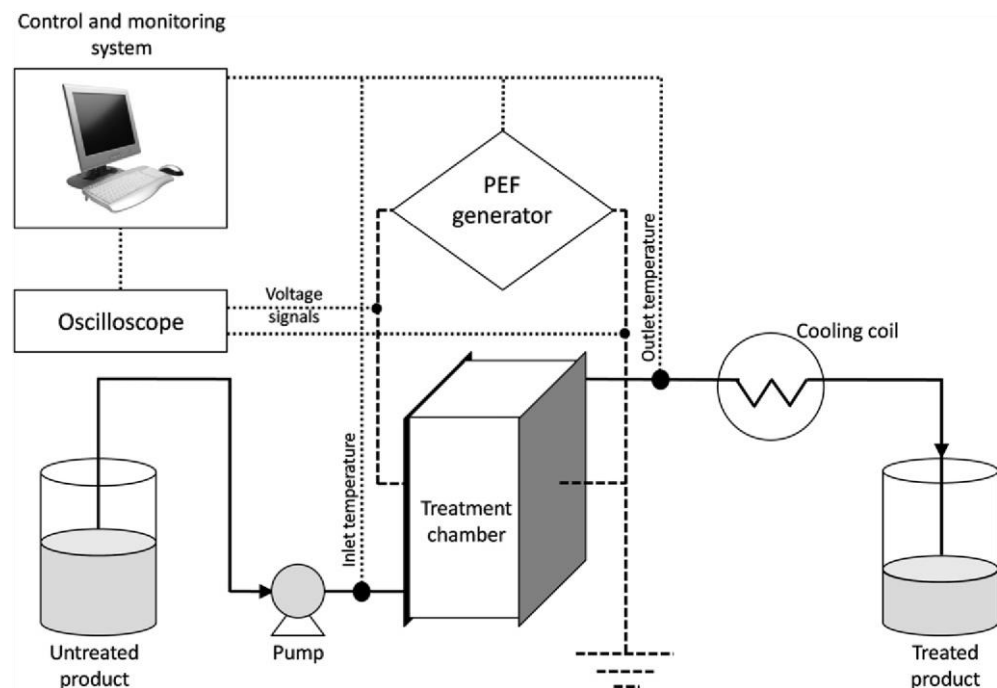 Control and monitoring
system
PEF
generator
Oscilloscope
Voltage
signals
Outlet temperature
Cooling coil
Inlet temperature
Treatment
chamber
Untreated
product
Pump
Treated
product